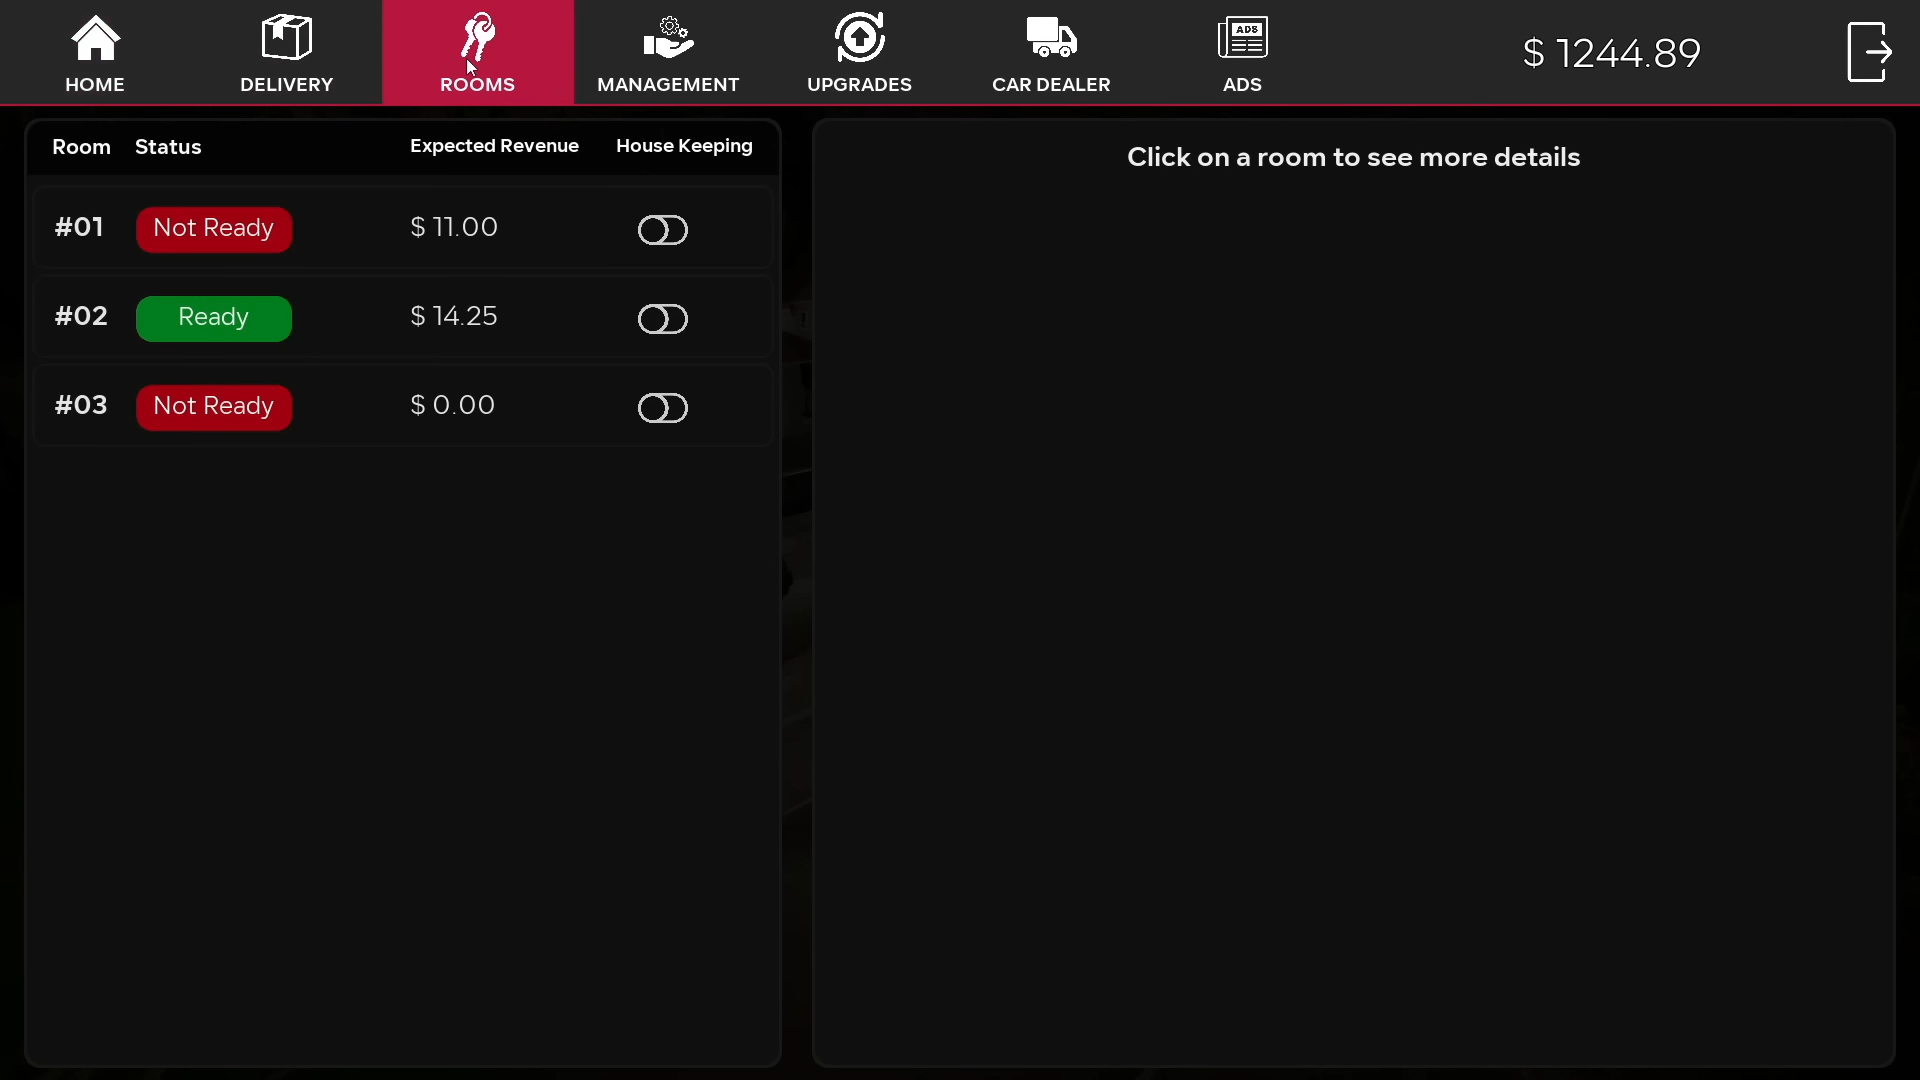 HOME
DELIVERY
ROOMS
MANAGEMENT
UPGRADES
CAR DEALER
ADS
ADS
$ 1244.89
Room Status Expected Revenue House Keeping
#01 Not Ready $ 11.00
#02 Ready $ 14.25
#03 Not Ready $ 0.00
Click on a room to see more details